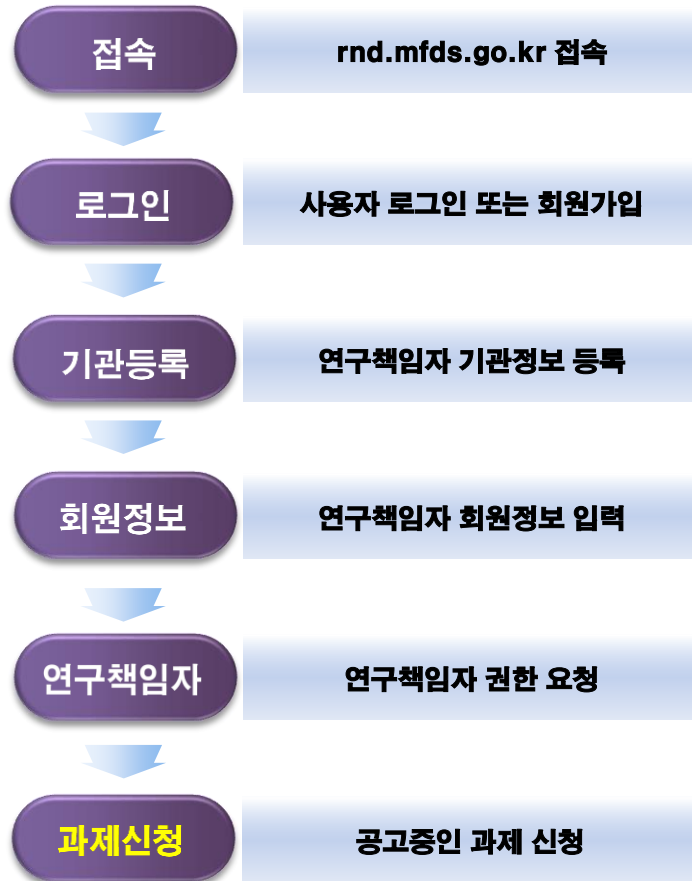 접속
rnd.mfds.go.kr 접속
로그인
사용자 로그인 또는 회원가입
기관등록
연구책임자 기관정보 등록
회원정보
연구책임자 회원정보 입력
연구책임자
연구책임자 권한 요청
과제신청
공고중인 과제 신청